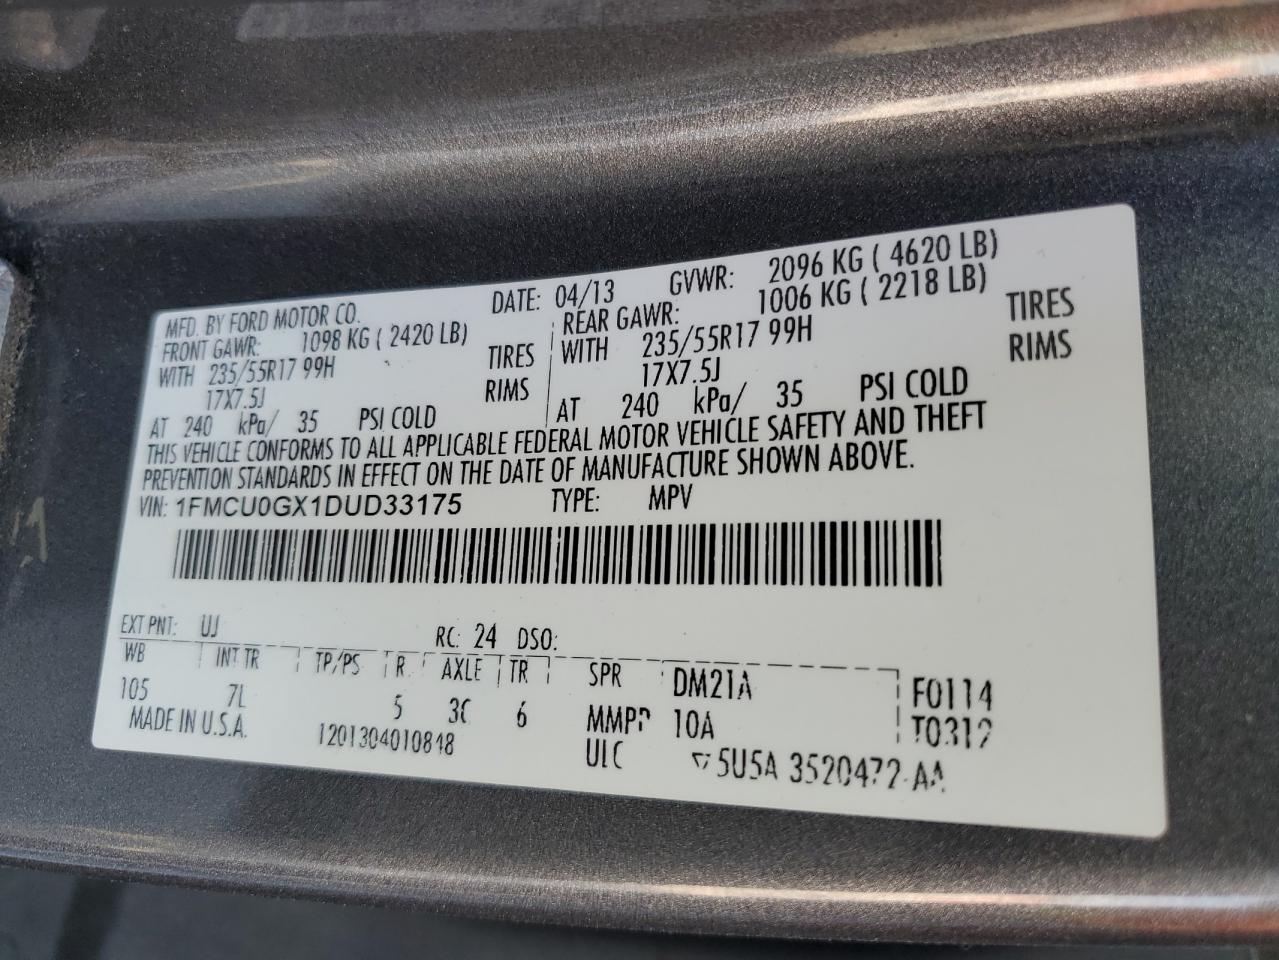 MFD. BY FORD MOTOR CO. DATE: 04/13 GVWR: 2096 KG ( 4620 LB)
FRONT GAWR: 1098 KG ( 2420 LB) REAR GAWR: 1006 KG ( 2218 LB)
WITH 235/55R17 99H TIRES WITH 235/55R17 99H TIRES
17X7.5J RIMS 17X7.5J RIMS
AT 240 kPa/ 35 PSI COLD AT 240 kPa/ 35 PSI COLD
THIS VEHICLE CONFORMS TO ALL APPLICABLE FEDERAL MOTOR VEHICLE SAFETY AND THEFT
PREVENTION STANDARDS IN EFFECT ON THE DATE OF MANUFACTURE SHOWN ABOVE.
VIN: 1FMCU0GX1DUD33175 TYPE: MPV
EXT PNT: UJ RC: 24 DSO:
WB INT TR TP/PS R AXLE TR SPR DM21A F0114
105 7L 5 3C 6 MMPP 10A T0312
MADE IN U.S.A. 1201304010848 ULC 5U5A 3520472-AA